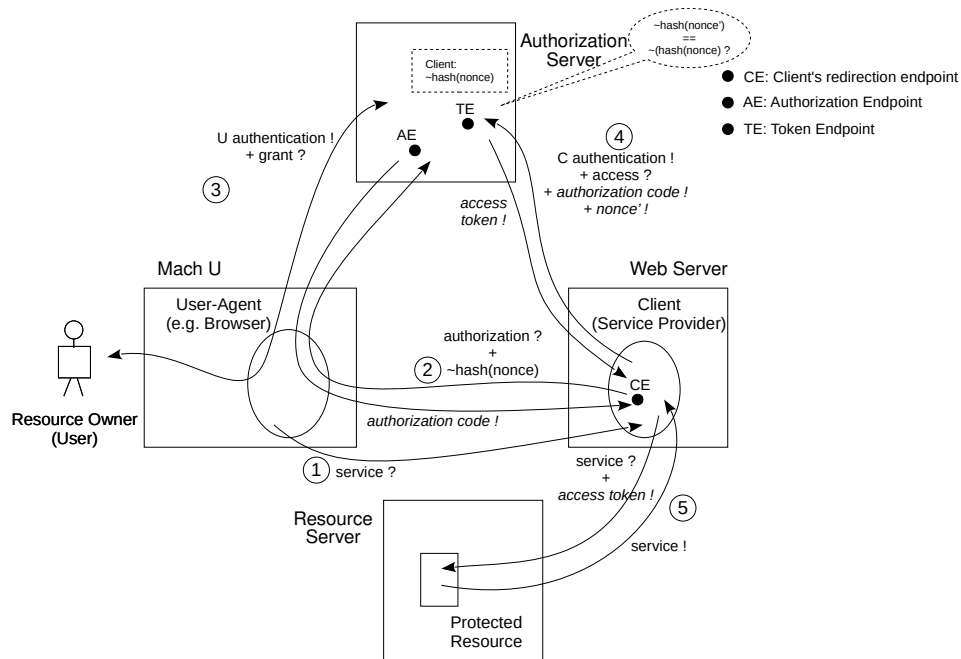 Authorization
Server
~hash(nonce')
==
~(hash(nonce) ?
Client:
~hash(nonce)
TE
AE
CE: Client's redirection endpoint
AE: Authorization Endpoint
TE: Token Endpoint
U authentication !
+ grant ?
3
4
C authentication !
+ access ?
+ authorization code !
+ nonce' !
access
token !
Mach U
Web Server
User-Agent
(e.g. Browser)
Client
(Service Provider)
authorization ?
+
~hash(nonce)
2
CE
authorization code !
Resource Owner
(User)
1
service ?
service ?
+
access token !
5
service !
Resource
Server
Protected
Resource